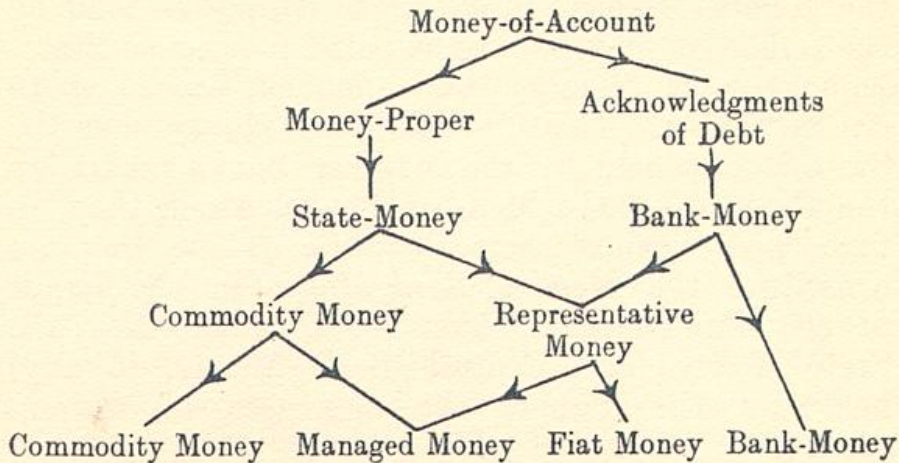 Money-of-Account
Money-Proper
Acknowledgments
of Debt
State-Money
Bank-Money
Commodity Money
Representative
Money
Commodity Money
Managed Money
Fiat Money
Bank-Money